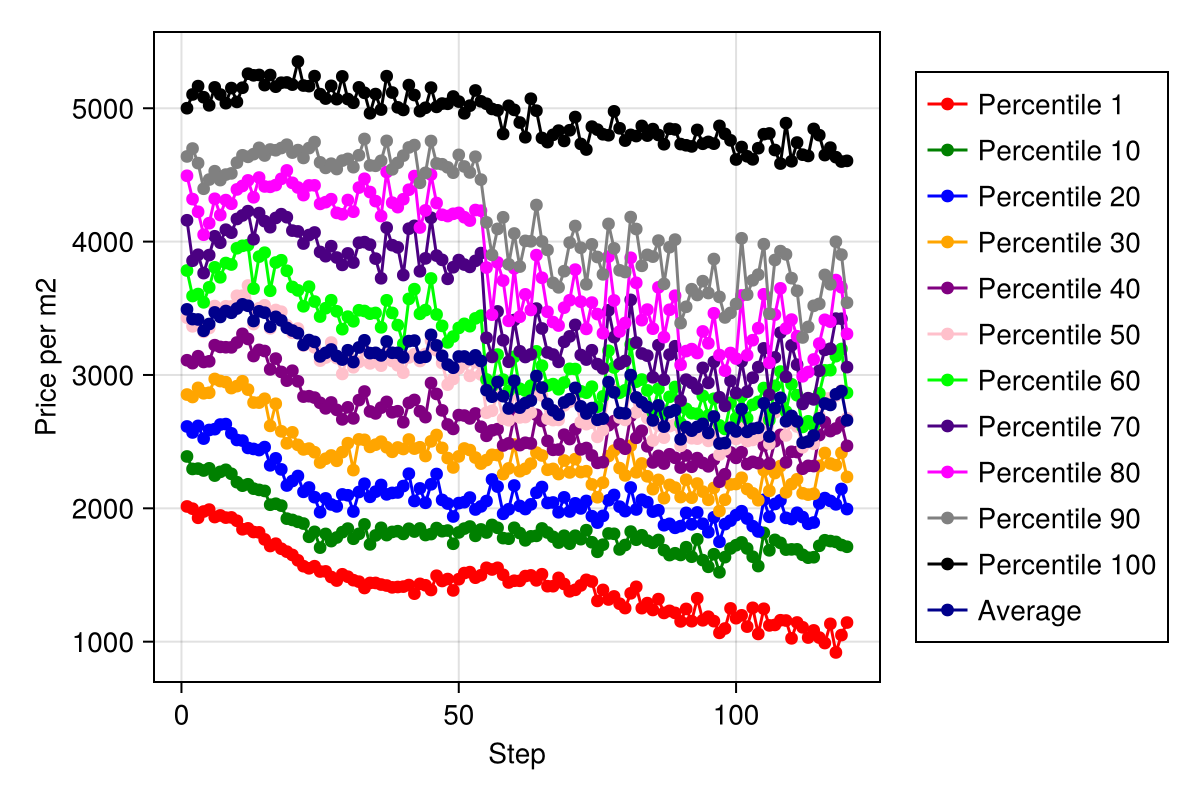 5000
4000
3000
2000
1000
Price per m2
0
50
100
Step
Percentile 1
Percentile 10
Percentile 20
Percentile 30
Percentile 40
Percentile 50
Percentile 60
Percentile 70
Percentile 80
Percentile 90
Percentile 100
Average